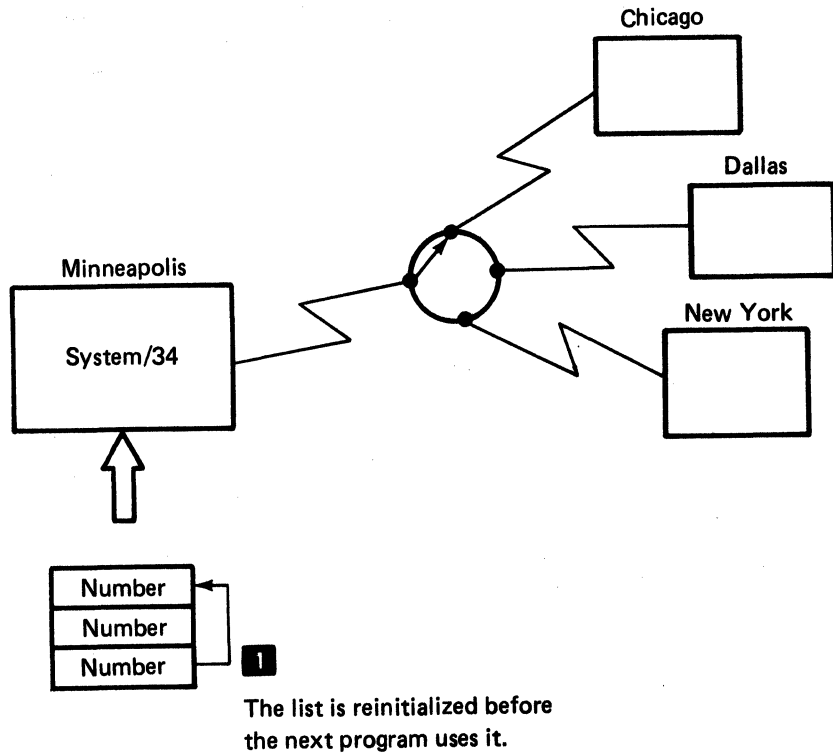 Chicago
Dallas
Minneapolis
New York
System/34
Number
Number
Number
1
The list is reinitialized before
the next program uses it.